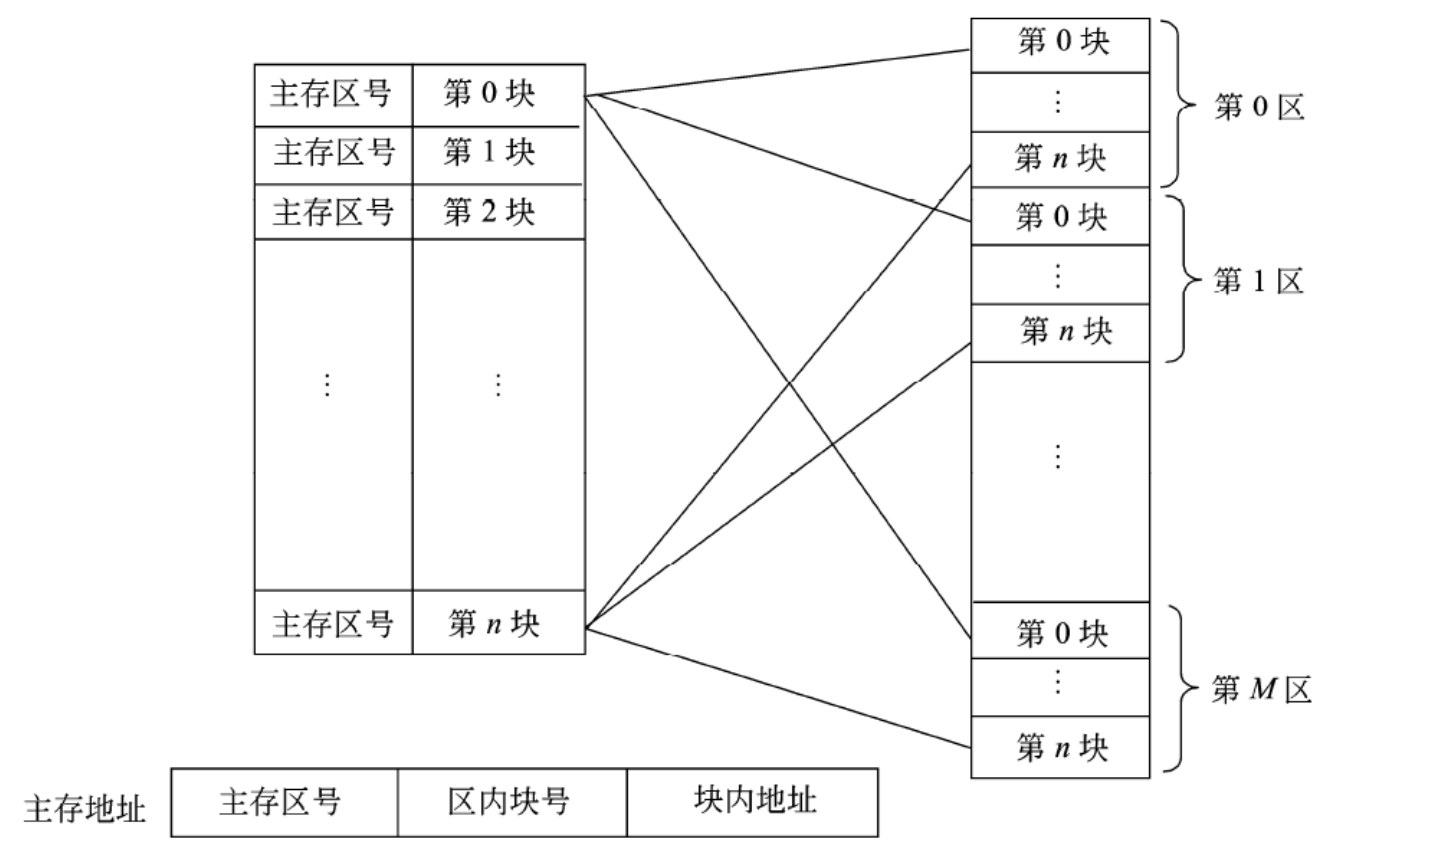 主存区号 第 0 块
主存区号 第 1 块
主存区号 第 2 块
⋮ ⋮
主存区号 第 n 块
第 0 块
⋮
第 n 块
第 0 区
第 0 块
⋮
第 n 块
第 1 区
⋮
第 0 块
⋮
第 n 块
第 M 区
主存地址 主存区号 区内块号 块内地址